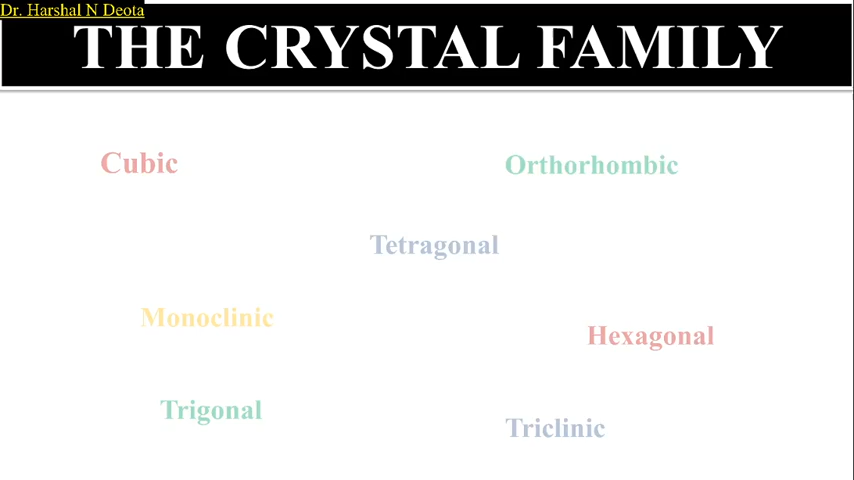 Dr. Harshal N Deota
THE CRYSTAL FAMILY
Cubic
Orthorhombic
Tetragonal
Monoclinic
Hexagonal
Trigonal
Triclinic